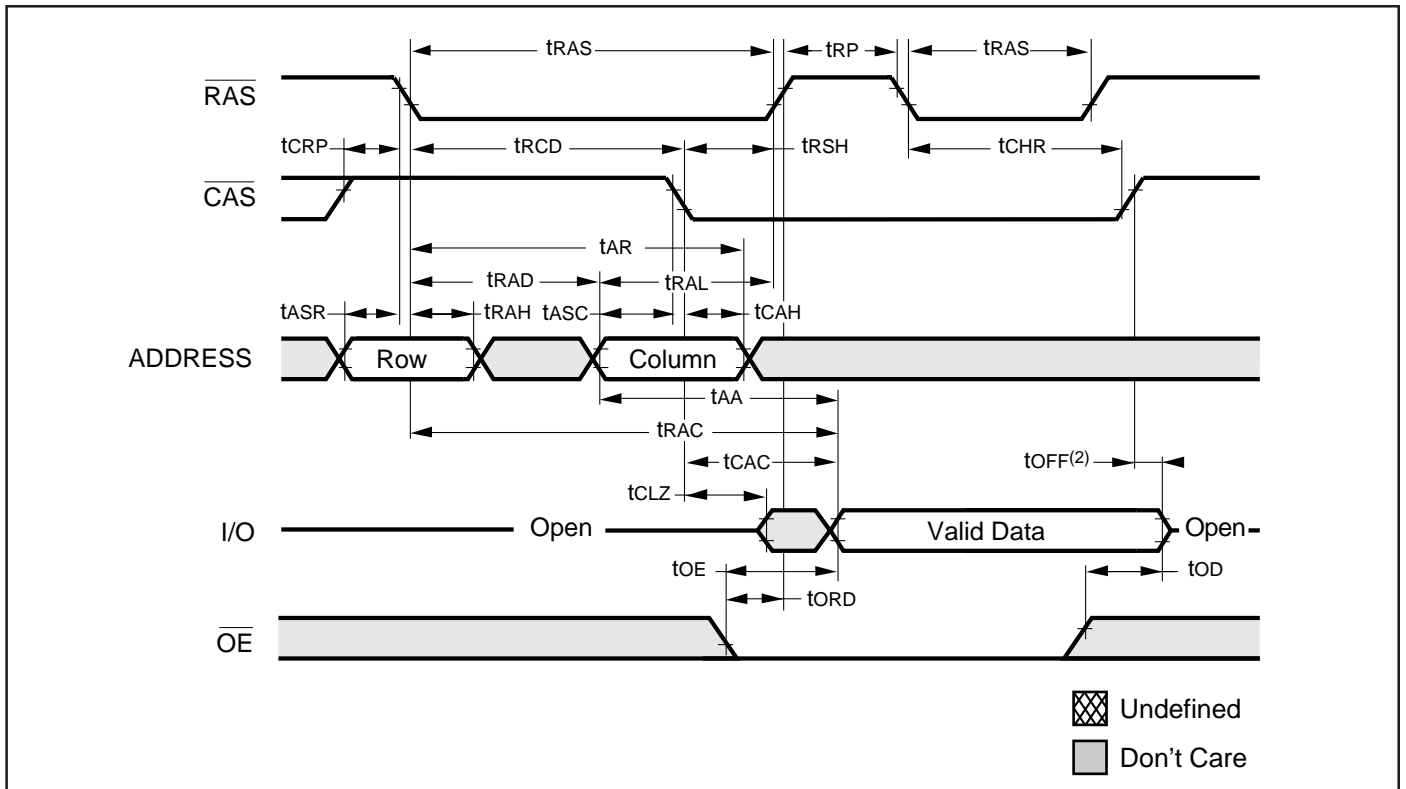 tRAS tRP tRAS
RAS
tCRP tRCD tRSH tCHR
CAS
tAR
tRAD tRAL
tASR tRAH tASC tCAH
ADDRESS Row Column
tAA
tRAC
tCAC tOFF(2)
tCLZ
I/O Open Valid Data Open
tOE tOD
tORD
OE
Undefined
Don't Care